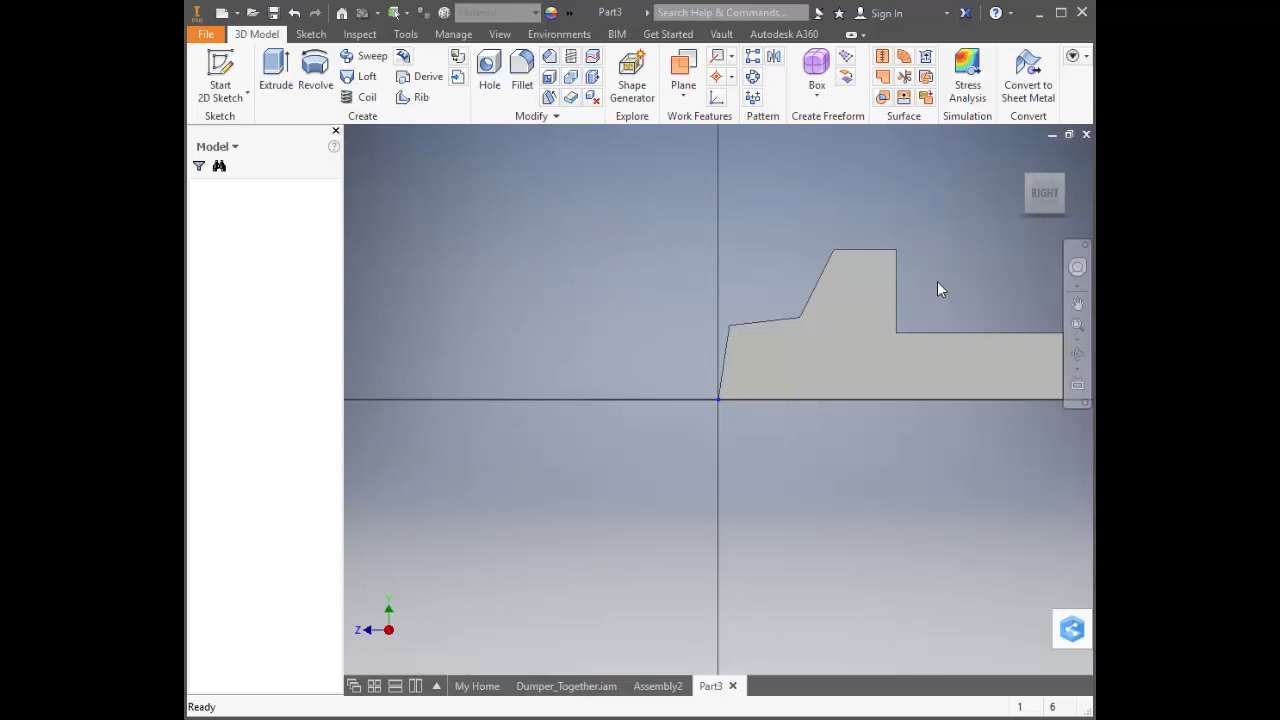 I PRO Material Part3 Search Help & Commands... Sign In
File 3D Model Sketch Inspect Tools Manage View Environments BIM Get Started Vault Autodesk A360
Start
2D Sketch
Extrude
Revolve
Sweep
Loft
Coil
Derive
Rib
Hole
Fillet
Shape
Generator
Plane
Box
Stress
Analysis
Convert to
Sheet Metal
Sketch Create Modify Explore Work Features Pattern Create Freeform Surface Simulation Convert
Model
RIGHT
Y
Z
My Home Dumper_Together.iam Assembly2 Part3
Ready 1 6